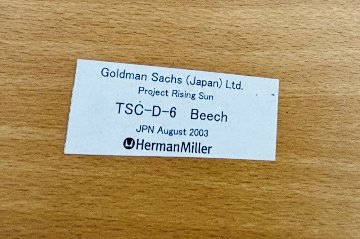 Goldman Sachs (Japan) Ltd.
Project Rising Sun
TSC-D-6 Beech
JPN August 2003
HermanMiller